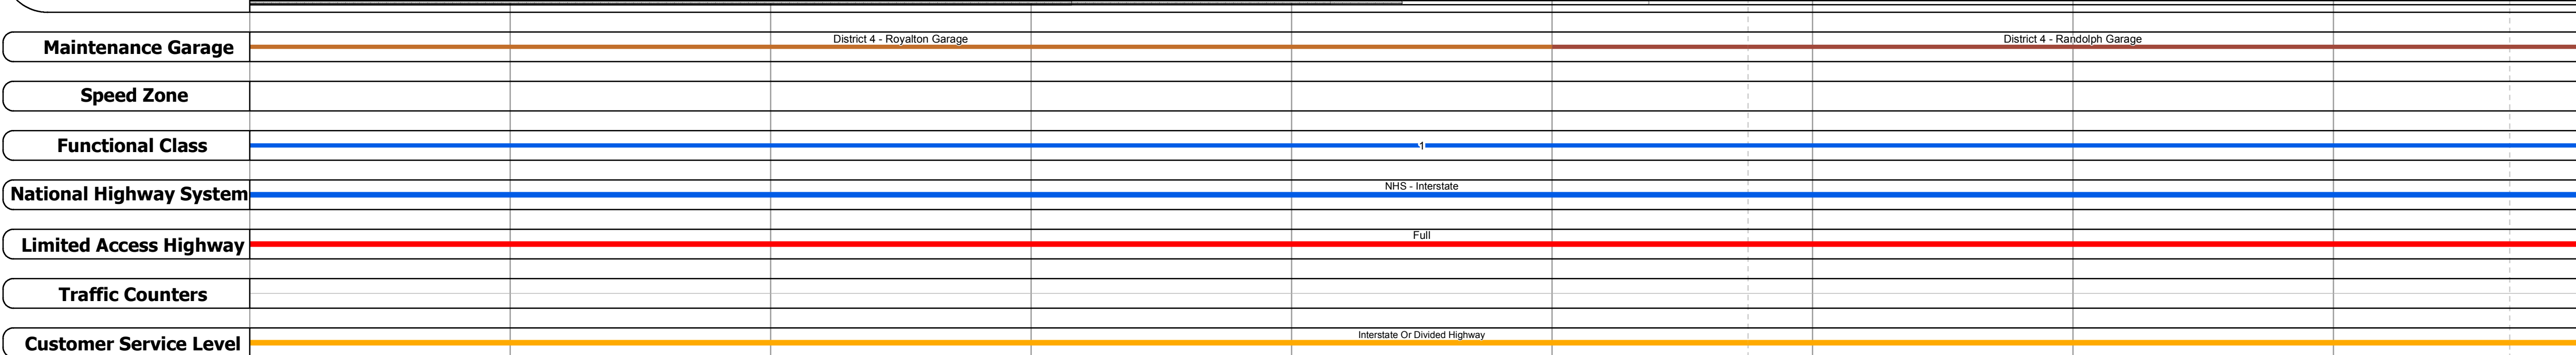 Maintenance Garage
District 4 - Royalton Garage
District 4 - Randolph Garage
Speed Zone
Functional Class
1
National Highway System
NHS - Interstate
Limited Access Highway
Full
Traffic Counters
Customer Service Level
Interstate Or Divided Highway